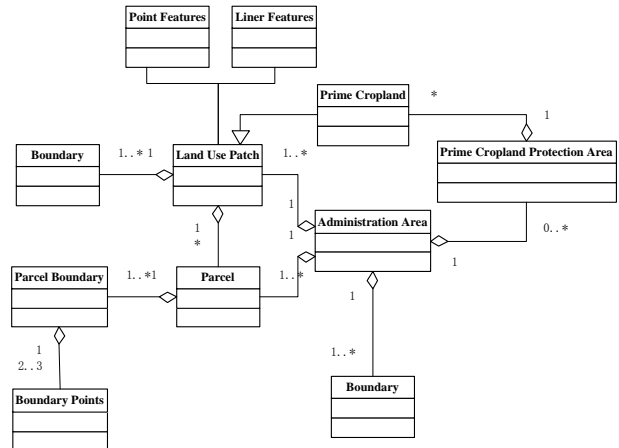 Point Features
Liner Features
Prime Cropland
*
1
Boundary
1..* 1
Land Use Patch
1..*
Prime Cropland Protection Area
1
1
*
1
Administration Area
0..*
1
Parcel Boundary
1..*1
Parcel
1..*
1
1
2..3
1..*
Boundary Points
Boundary